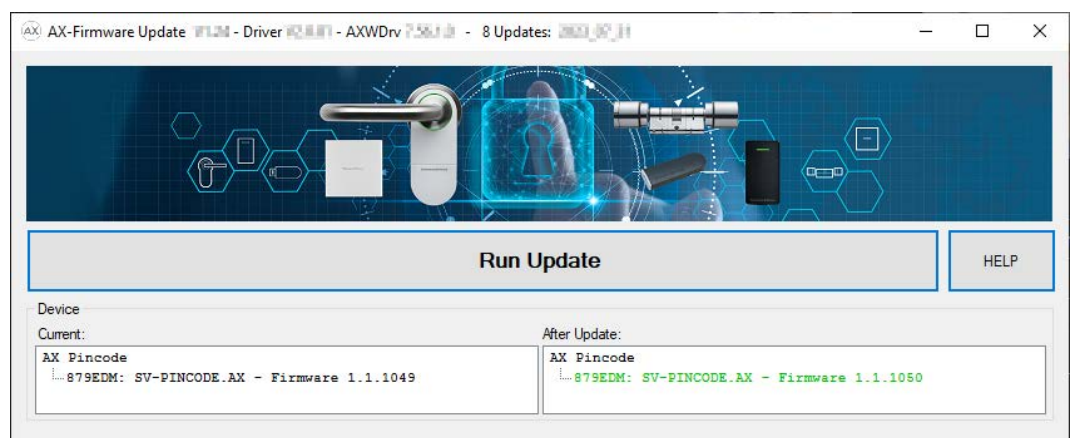 AX AX-Firmware Update - Driver - AXWDrv - 8 Updates:
Run Update
HELP
Device
Current:
After Update:
AX Pincode
879EDM: SV-PINCODE.AX - Firmware 1.1.1049
AX Pincode
879EDM: SV-PINCODE.AX - Firmware 1.1.1050